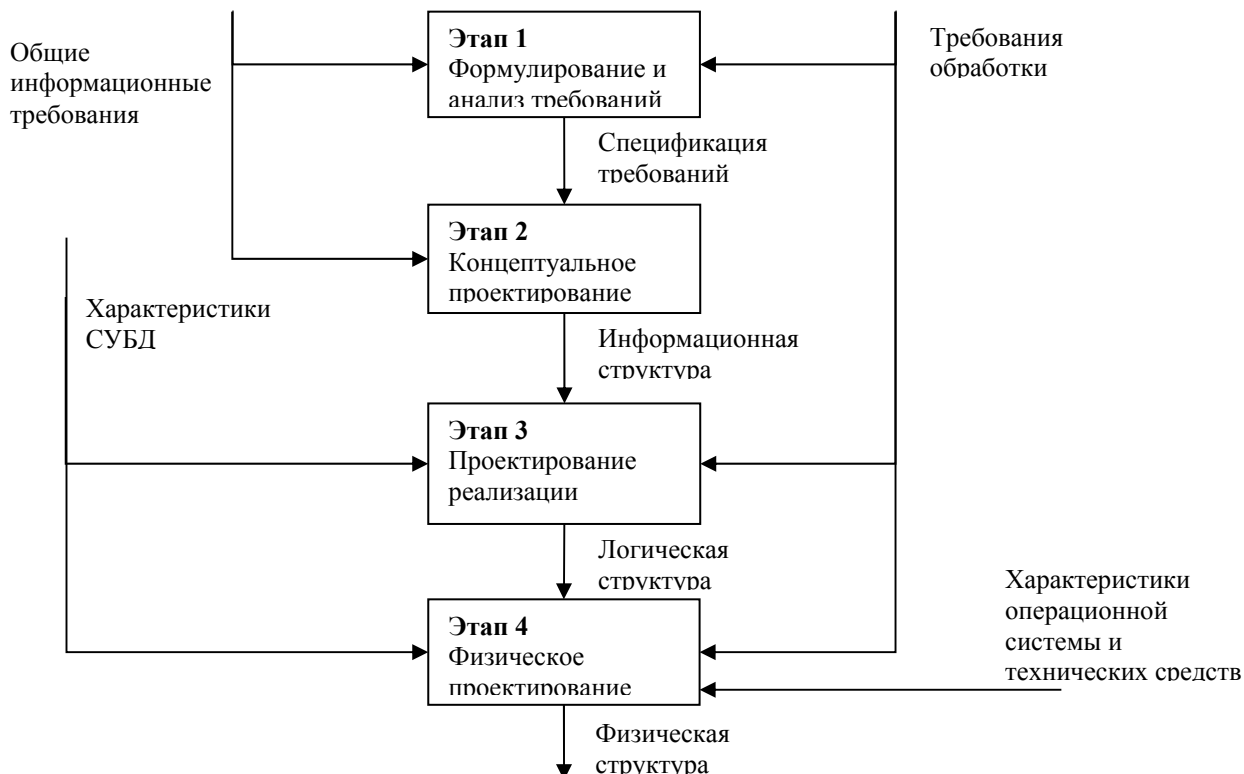 Общие
информационные
требования
Этап 1
Формулирование и
анализ требований
Требования
обработки
Спецификация
требований
Этап 2
Концептуальное
проектирование
Характеристики
СУБД
Информационная
структура
Этап 3
Проектирование
реализации
Логическая
структура
Характеристики
операционной
системы и
технических средств
Этап 4
Физическое
проектирование
Физическая
структура